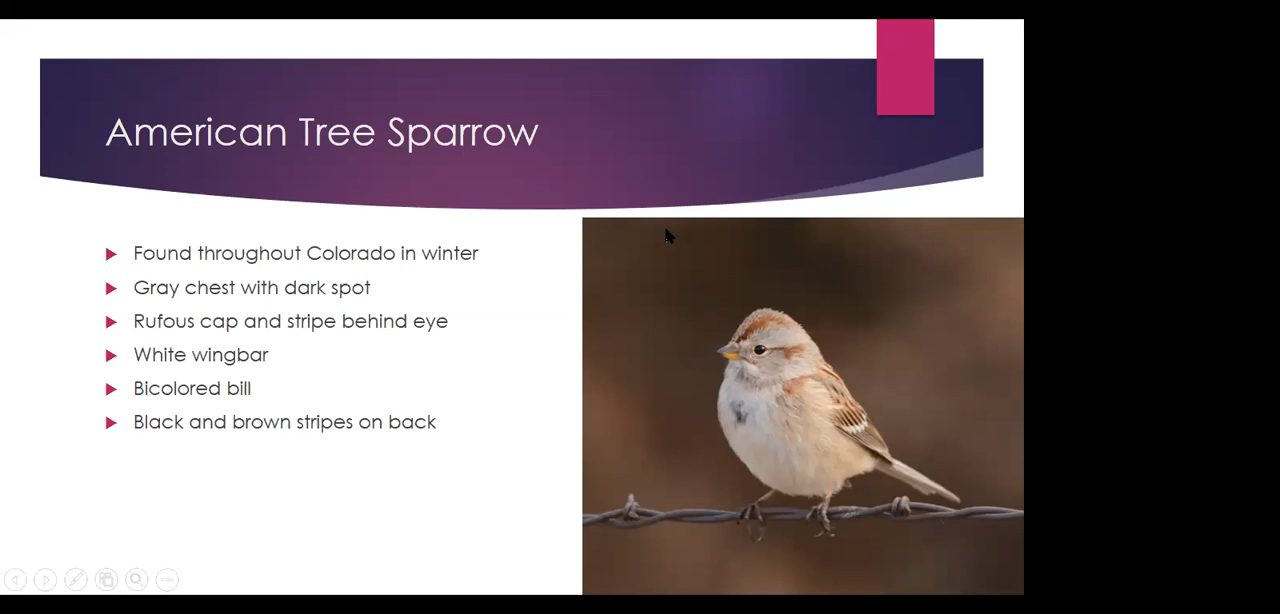 American Tree Sparrow
Found throughout Colorado in winter
Gray chest with dark spot
Rufous cap and stripe behind eye
White wingbar
Bicolored bill
Black and brown stripes on back